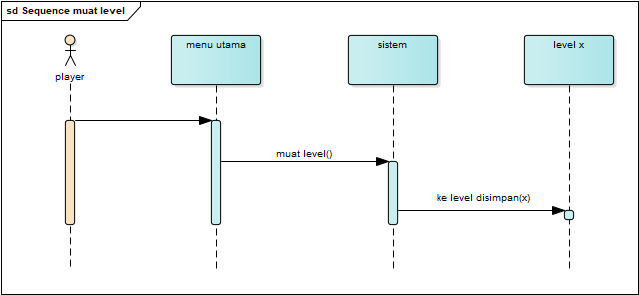 sd Sequence muat level
player
menu utama
sistem
level x
muat level()
ke level disimpan(x)